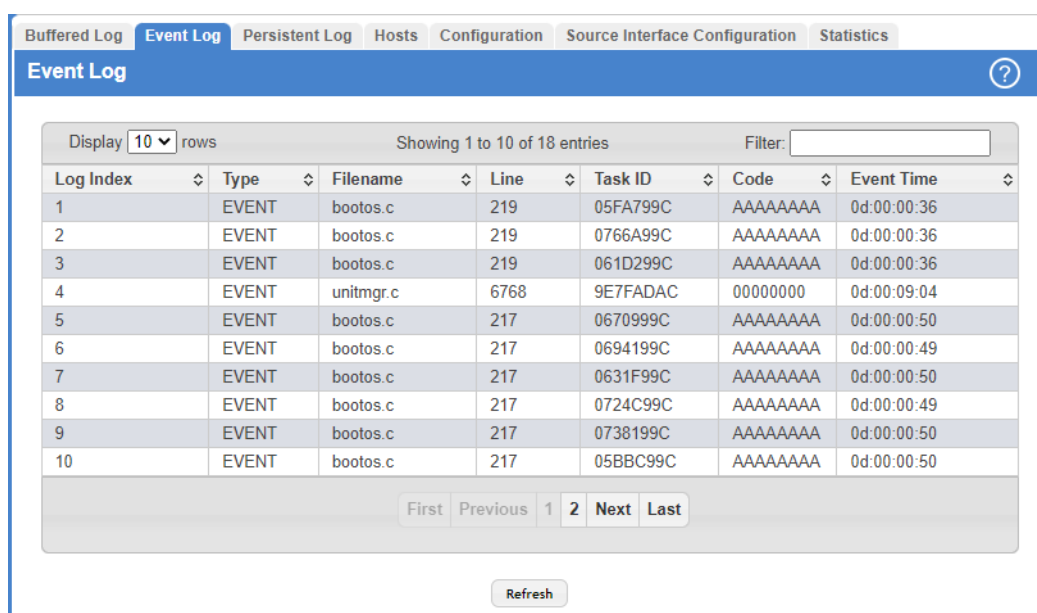 Buffered Log Event Log Persistent Log Hosts Configuration Source Interface Configuration Statistics
Event Log ?
Display 10 rows Showing 1 to 10 of 18 entries Filter:
Log Index Type Filename Line Task ID Code Event Time
1 EVENT bootos.c 219 05FA799C AAAAAAAA 0d:00:00:36
2 EVENT bootos.c 219 0766A99C AAAAAAAA 0d:00:00:36
3 EVENT bootos.c 219 061D299C AAAAAAAA 0d:00:00:36
4 EVENT unitmgr.c 6768 9E7FADAC 00000000 0d:00:09:04
5 EVENT bootos.c 217 0670999C AAAAAAAA 0d:00:00:50
6 EVENT bootos.c 217 0694199C AAAAAAAA 0d:00:00:49
7 EVENT bootos.c 217 0631F99C AAAAAAAA 0d:00:00:50
8 EVENT bootos.c 217 0724C99C AAAAAAAA 0d:00:00:49
9 EVENT bootos.c 217 0738199C AAAAAAAA 0d:00:00:50
10 EVENT bootos.c 217 05BBC99C AAAAAAAA 0d:00:00:50
First Previous 1 2 Next Last
Refresh